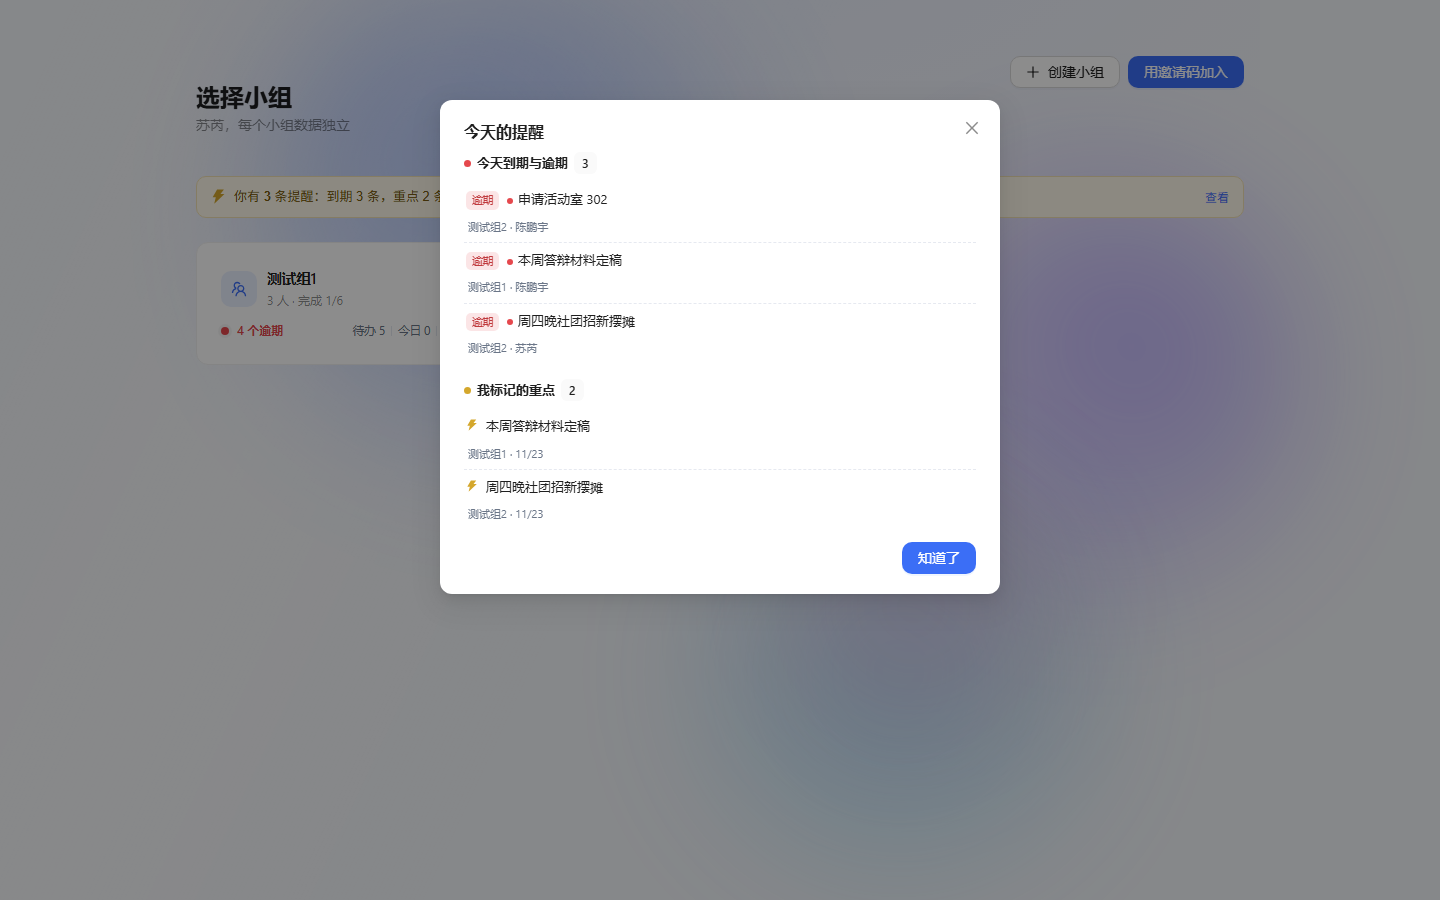 创建小组
用邀请码加入
选择小组
苏芮，每个小组数据独立
你有 3 条提醒：到期 3 条，重点 2 条
查看
测试组1
3 人 · 完成 1/6
4 个逾期
待办 5
今日 0
今天的提醒
今天到期与逾期 3
逾期 申请活动室 302
测试组2 · 陈鹏宇
逾期 本周答辩材料定稿
测试组1 · 陈鹏宇
逾期 周四晚社团招新摆摊
测试组2 · 苏芮
我标记的重点 2
本周答辩材料定稿
测试组1 · 11/23
周四晚社团招新摆摊
测试组2 · 11/23
知道了